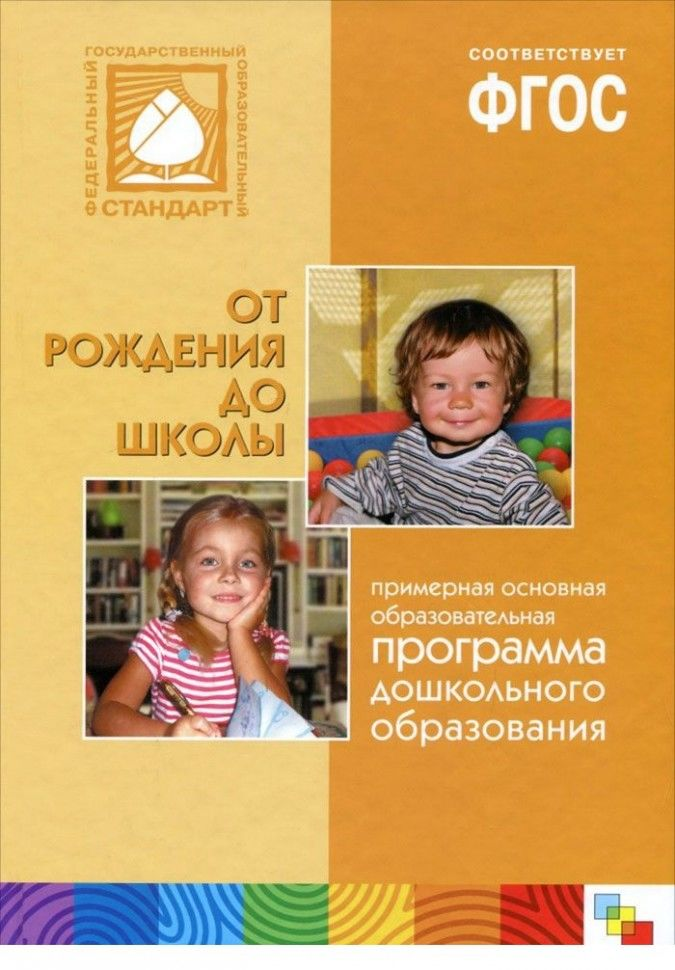 ФЕДЕРАЛЬНЫЙ
ГОСУДАРСТВЕННЫЙ
ОБРАЗОВАТЕЛЬНЫЙ
СТАНДАРТ
СООТВЕТСТВУЕТ
ФГОС
ОТ
РОЖДЕНИЯ
ДО
ШКОЛЫ
примерная основная
образовательная
программа
дошкольного
образования